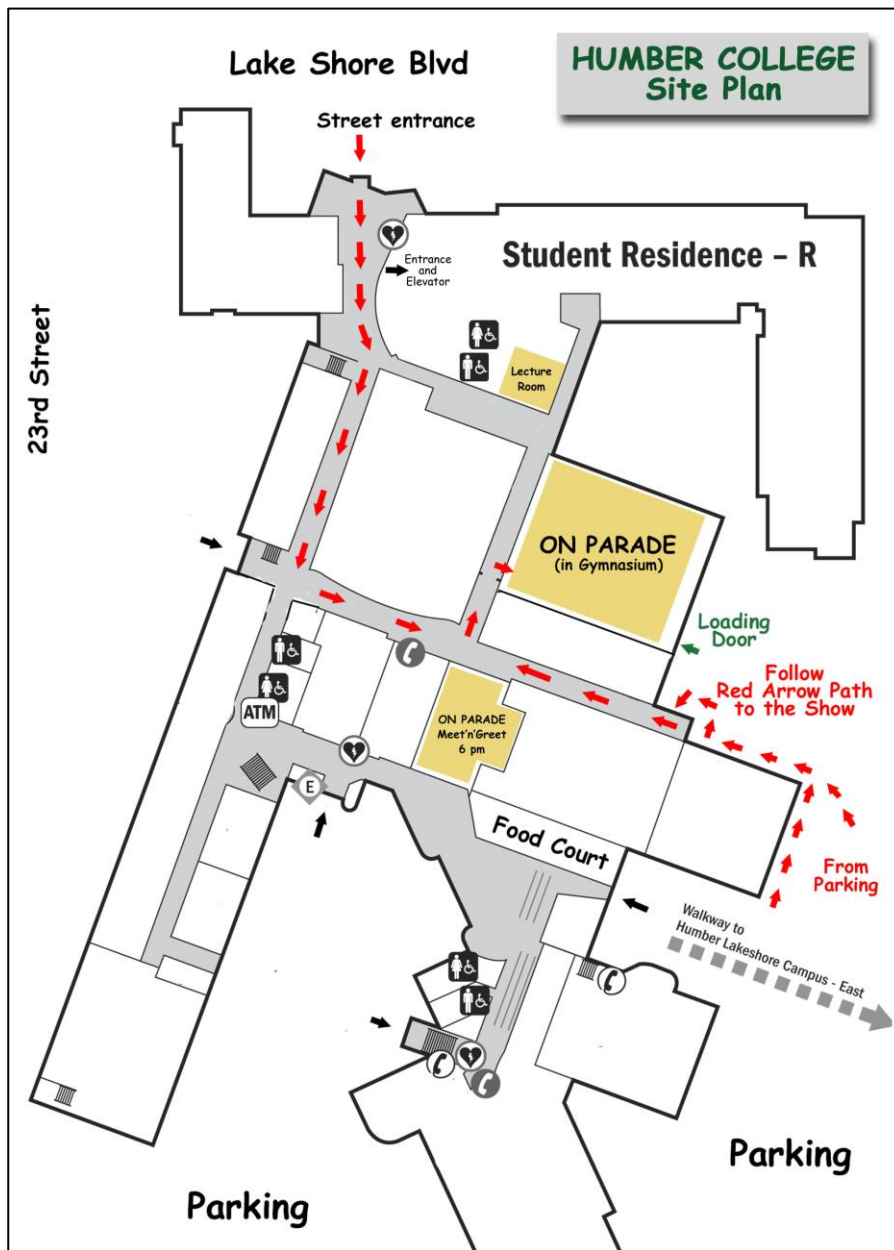 Lake Shore Blvd
HUMBER COLLEGE
Site Plan
Street entrance
Student Residence – R
Entrance
and
Elevator
23rd Street
Lecture
Room
ON PARADE
(in Gymnasium)
Loading
Door
Follow
Red Arrow Path
to the Show
ATM
ON PARADE
Meet'n'Greet
6 pm
E
Food Court
From
Parking
Walkway to
Humber Lakeshore Campus - East
Parking
Parking